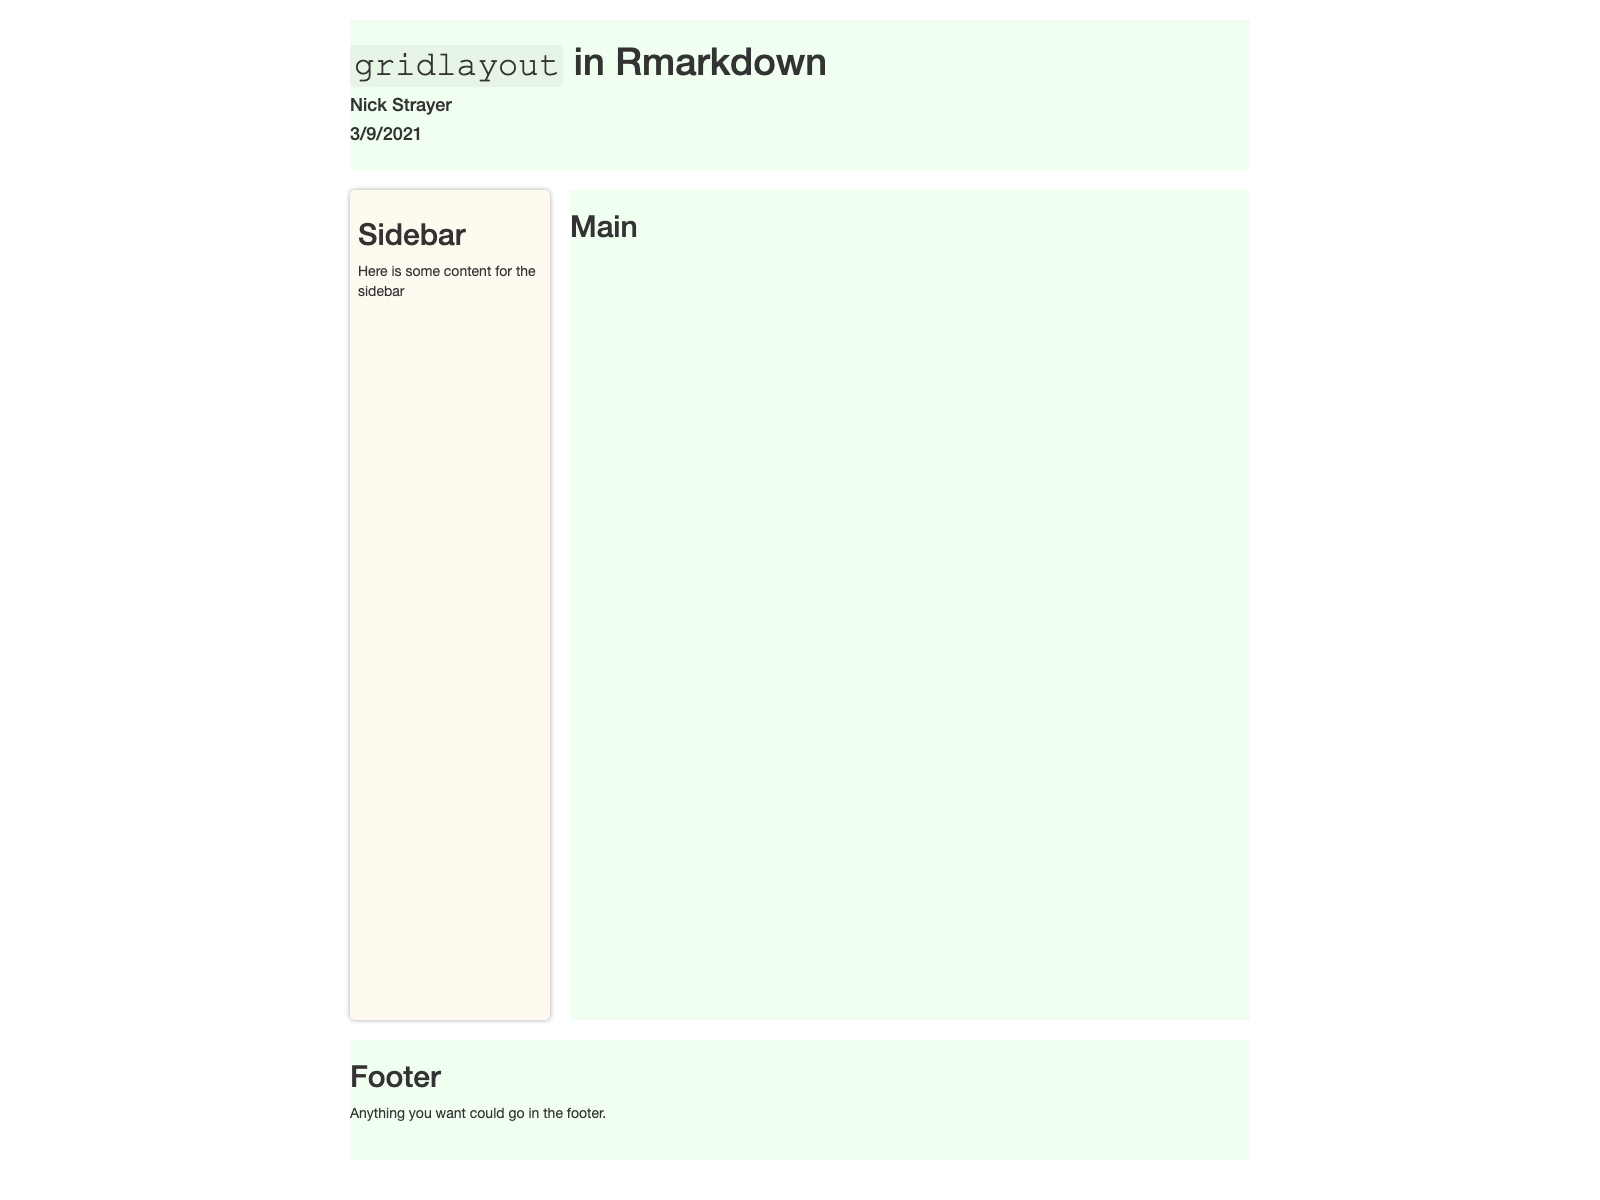 gridlayout in Rmarkdown
Nick Strayer
3/9/2021
Sidebar
Here is some content for the
sidebar
Main
Footer
Anything you want could go in the footer.